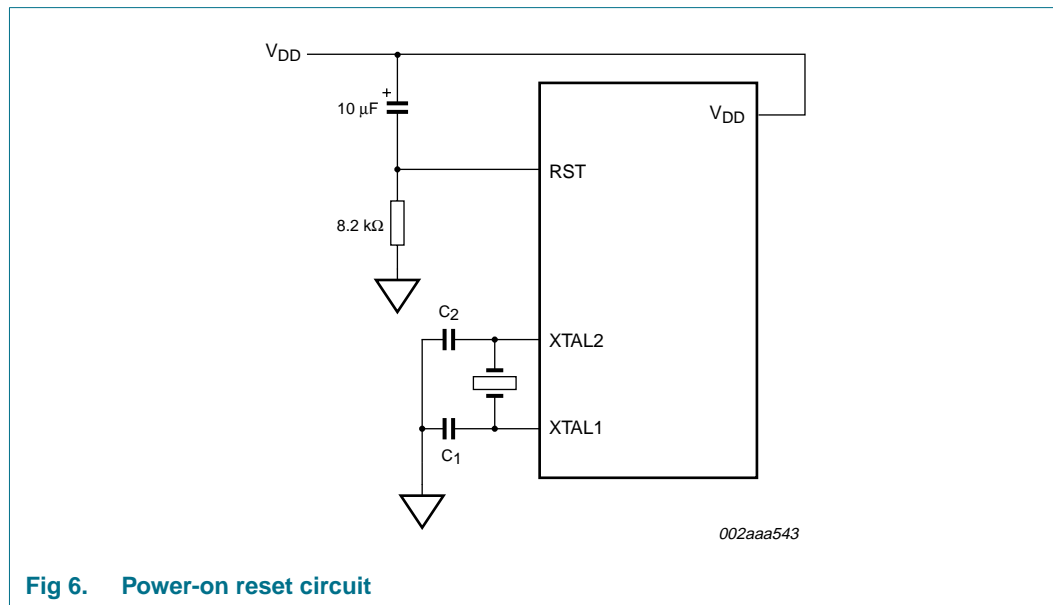 VDD
10 μF
+
VDD
RST
8.2 kΩ
C2
XTAL2
XTAL1
C1
002aaa543
Fig 6. Power-on reset circuit